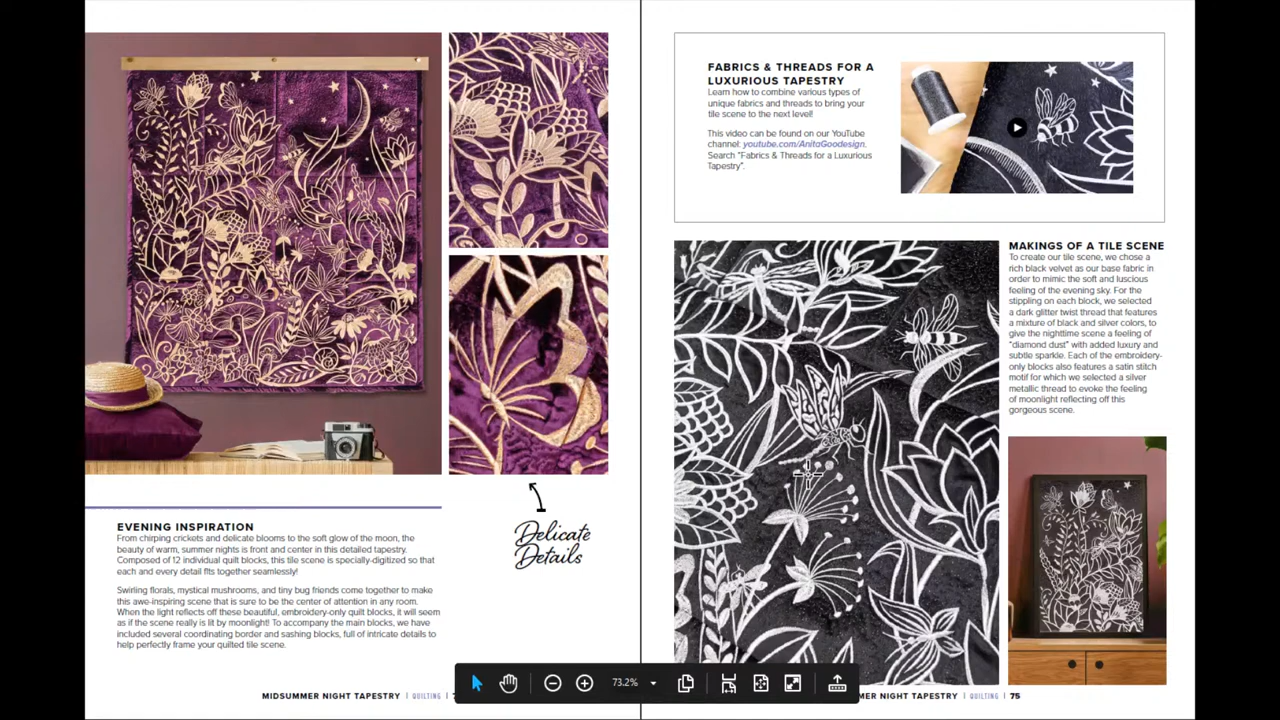 EVENING INSPIRATION
From chirping crickets and delicate blooms to the soft glow of the moon, the
beauty of warm, summer nights is front and center in this detailed tapestry.
Composed of 12 individual quilt blocks, this tile scene is specially-digitized so that
each and every detail fits together seamlessly!
Swirling florals, mystical mushrooms, and tiny bug friends come together to make
this awe-inspiring scene that is sure to be the center of attention in any room.
When the light reflects off these beautiful, embroidery-only quilt blocks, it will seem
as if the scene really is lit by moonlight! To accompany the main blocks, we have
included several coordinating border and sashing blocks, full of intricate details to
help perfectly frame your quilted tile scene.
Delicate
Details
MIDSUMMER NIGHT TAPESTRY | QUILTING |
FABRICS & THREADS FOR A
LUXURIOUS TAPESTRY
Learn how to combine various types of
unique fabrics and threads to bring your
tile scene to the next level!
This video can be found on our YouTube
channel: youtube.com/AnitaGoodesign.
Search "Fabrics & Threads for a Luxurious
Tapestry".
MAKINGS OF A TILE SCENE
To create our tile scene, we chose a
rich black velvet as our base fabric in
order to mimic the soft and luscious
feeling of the evening sky. For the
stippling on each block, we selected
a dark glitter twist thread that features
a mixture of black and silver colors, to
give the nighttime scene a feeling of
"diamond dust" with added luxury and
subtle sparkle. Each of the embroidery-
only blocks also features a satin stitch
motif for which we selected a silver
metallic thread to evoke the feeling
of moonlight reflecting off this
gorgeous scene.
73.2%
MER NIGHT TAPESTRY | QUILTING | 75